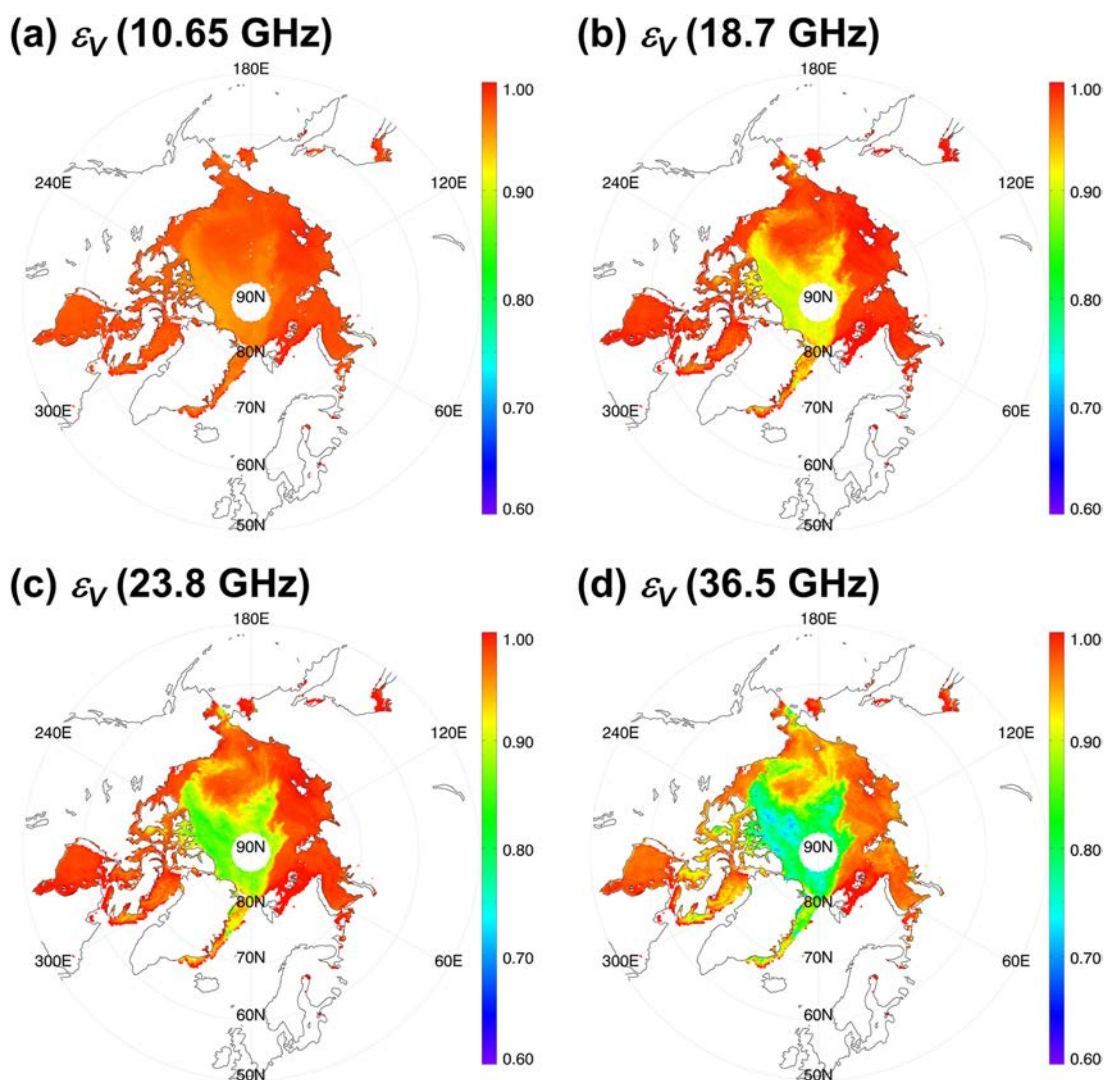 (a) εV (10.65 GHz)
180E
240E
120E
90N
80N
70N
60N
50N
300E
60E
1.00
0.90
0.80
0.70
0.60
(b) εV (18.7 GHz)
180E
240E
120E
90N
80N
70N
60N
50N
300E
60E
1.00
0.90
0.80
0.70
0.60
(c) εV (23.8 GHz)
180E
240E
120E
90N
80N
70N
60N
50N
300E
60E
1.00
0.90
0.80
0.70
0.60
(d) εV (36.5 GHz)
180E
240E
120E
90N
80N
70N
60N
50N
300E
60E
1.00
0.90
0.80
0.70
0.60